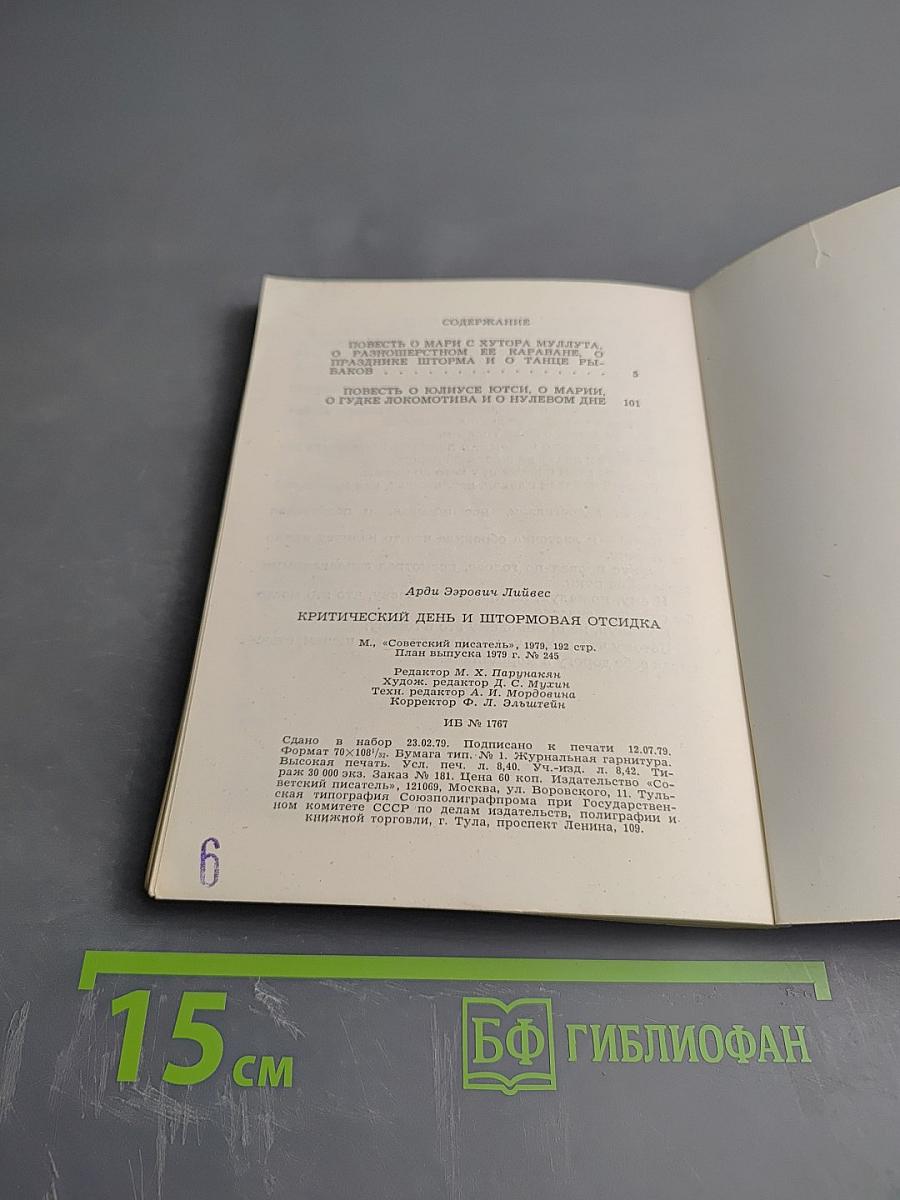 СОДЕРЖАНИЕ
ПОВЕСТЬ О МАРИ С ХУТОРА МУЛЛУТА,
О РАЗНОШЕРСТНОМ ЕЕ КАРАВАНЕ, О
ПРАЗДНИКЕ ШТОРМА И О ТАНЦЕ РЫ-
БАКОВ . . . . . . . . . . . . . . . . 5
ПОВЕСТЬ О ЮЛИУСЕ ЮТСИ, О МАРИИ,
О ГУДКЕ ЛОКОМОТИВА И О НУЛЕВОМ ДНЕ 101
Арди Ээрович Лийвес
КРИТИЧЕСКИЙ ДЕНЬ И ШТОРМОВАЯ ОТСИДКА
М., «Советский писатель», 1979, 192 стр.
План выпуска 1979 г. № 245
Редактор М. Х. Парунакян
Худож. редактор Д. С. Мухин
Техн. редактор А. И. Мордовина
Корректор Ф. Л. Эльштейн
ИБ № 1767
Сдано в набор 23.02.79. Подписано к печати 12.07.79.
Формат 70×108¹/₃₂. Бумага тип. № 1. Журнальная гарнитура.
Высокая печать. Усл. печ. л. 8,40. Уч.-изд. л. 8,42. Ти-
раж 30 000 экз. Заказ № 181. Цена 60 коп. Издательство «Со-
ветский писатель», 121069, Москва, ул. Воровского, 11. Туль-
ская типография Союзполиграфпрома при Государствен-
ном комитете СССР по делам издательств, полиграфии и
книжной торговли, г. Тула, проспект Ленина, 109.
6
15 см
БФ ГИБЛИОФАН